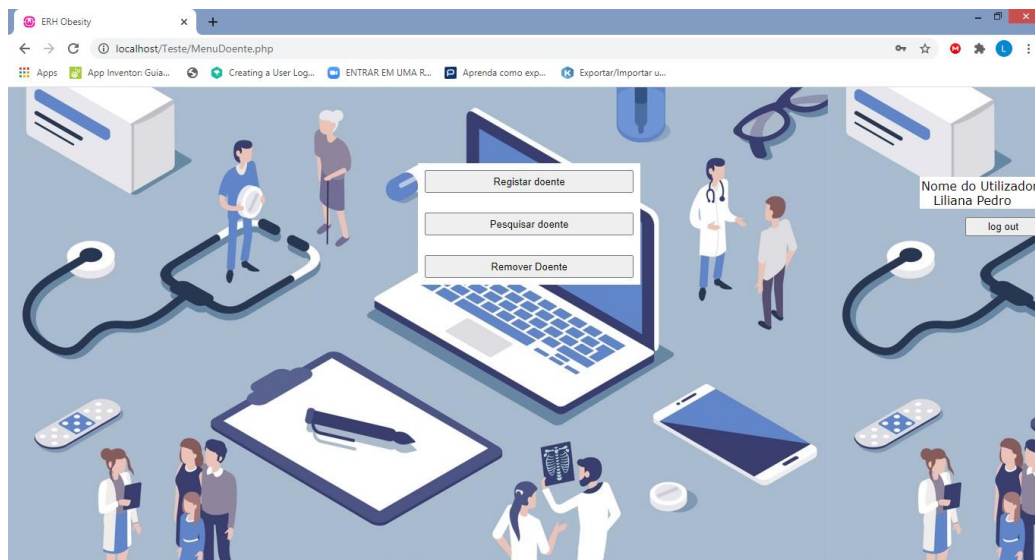 ERH Obesity
localhost/Teste/MenuDoente.php
Apps App Inventor: Guia... Creating a User Log... ENTRAR EM UMA R... Aprenda como exp... Exportar/Importar u...
L
Registar doente
Pesquisar doente
Remover Doente
Nome do Utilizador
Liliana Pedro
log out